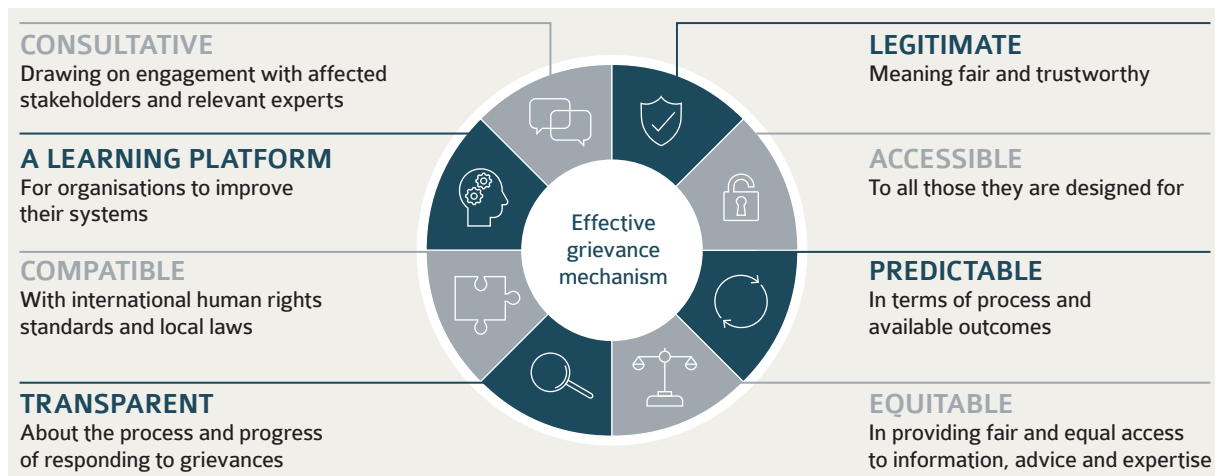 CONSULTATIVE
Drawing on engagement with affected
stakeholders and relevant experts
A LEARNING PLATFORM
For organisations to improve
their systems
COMPATIBLE
With international human rights
standards and local laws
TRANSPARENT
About the process and progress
of responding to grievances
Effective
grievance
mechanism
LEGITIMATE
Meaning fair and trustworthy
ACCESSIBLE
To all those they are designed for
PREDICTABLE
In terms of process and
available outcomes
EQUITABLE
In providing fair and equal access
to information, advice and expertise